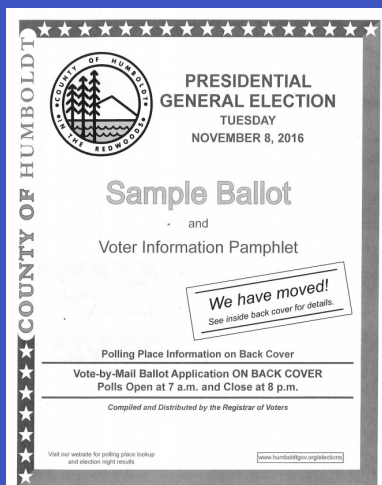 COUNTY OF HUMBOLDT
COUNTY OF HUMBOLDT
IN THE REDWOODS
PRESIDENTIAL
GENERAL ELECTION
TUESDAY
NOVEMBER 8, 2016
Sample Ballot
and
Voter Information Pamphlet
We have moved!
See inside back cover for details.
Polling Place Information on Back Cover
Vote-by-Mail Ballot Application ON BACK COVER
Polls Open at 7 a.m. and Close at 8 p.m.
Compiled and Distributed by the Registrar of Voters
Visit our website for polling place lookup
and election night results
www.humboldtgov.org/elections